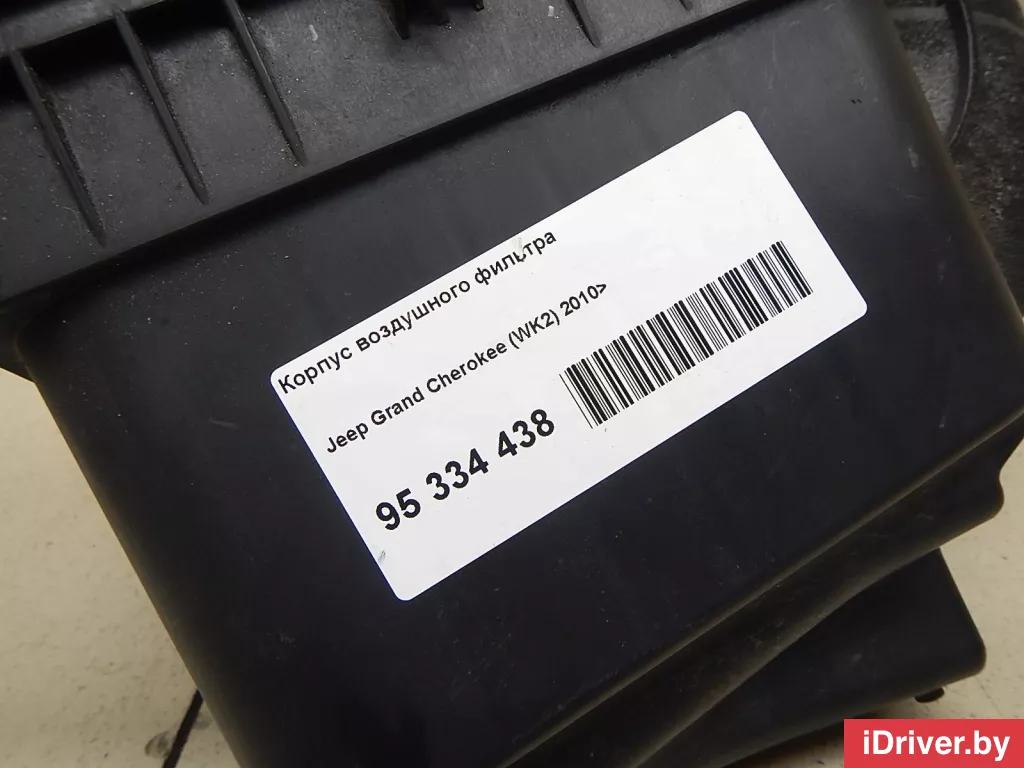 Корпус воздушного фильтра
Jeep Grand Cherokee (WK2) 2010>
95 334 438
iDriver.by